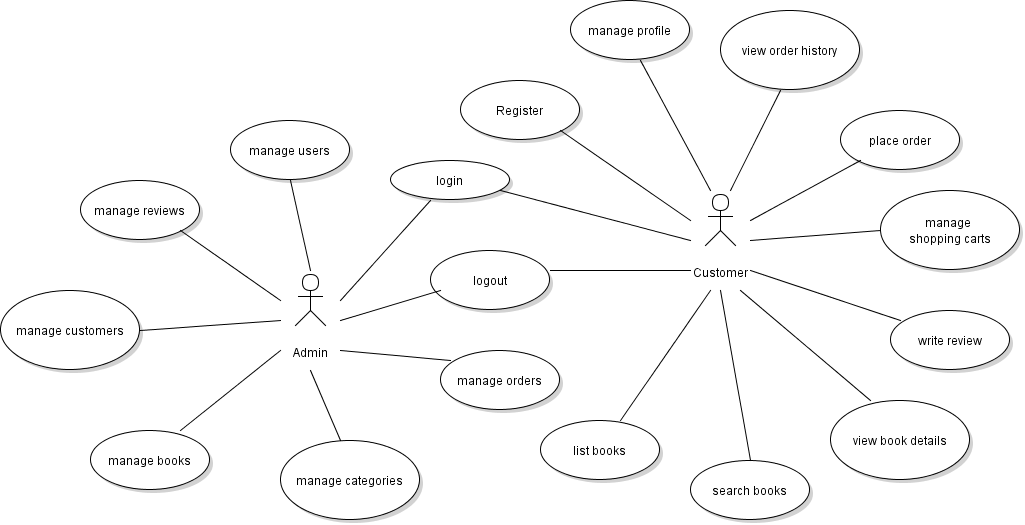 manage profile
view order history
Register
place order
manage users
login
manage reviews
manage
shopping carts
Customer
logout
manage customers
write review
Admin
manage orders
view book details
list books
manage books
manage categories
search books